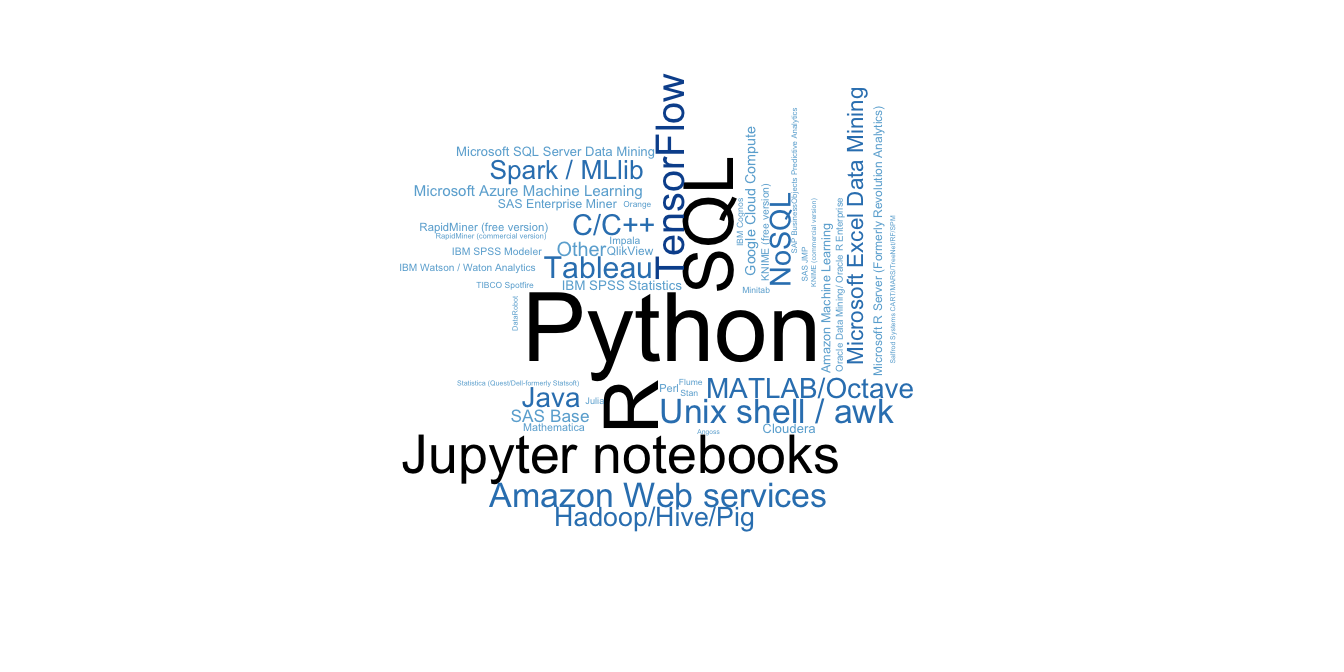 TensorFlow
Microsoft SQL Server Data Mining
Spark / MLlib
Microsoft Azure Machine Learning
SAS Enterprise Miner
Orange
RapidMiner (free version)
RapidMiner (commercial version)
C/C++
Impala
IBM SPSS Modeler
Other
QlikView
IBM Watson / Waton Analytics
Tableau
TIBCO Spotfire
IBM SPSS Statistics
SQL
IBM Cognos
Google Cloud Compute
KNIME (free version)
NoSQL
SAP BusinessObjects Predictive Analytics
SAS JMP
KNIME (commercial version)
Amazon Machine Learning
Oracle Data Mining/ Oracle R Enterprise
Microsoft Excel Data Mining
Microsoft R Server (Formerly Revolution Analytics)
Salfrod Systems CART/MARS/TreeNet/RF/SPM
Minitab
DataRobot
Python
Statistica (Quest/Dell-formerly Statsoft)
Java
Julia
R
Perl
Flume
Stan
MATLAB/Octave
SAS Base
Unix shell / awk
Mathematica
Angoss
Cloudera
Jupyter notebooks
Amazon Web services
Hadoop/Hive/Pig